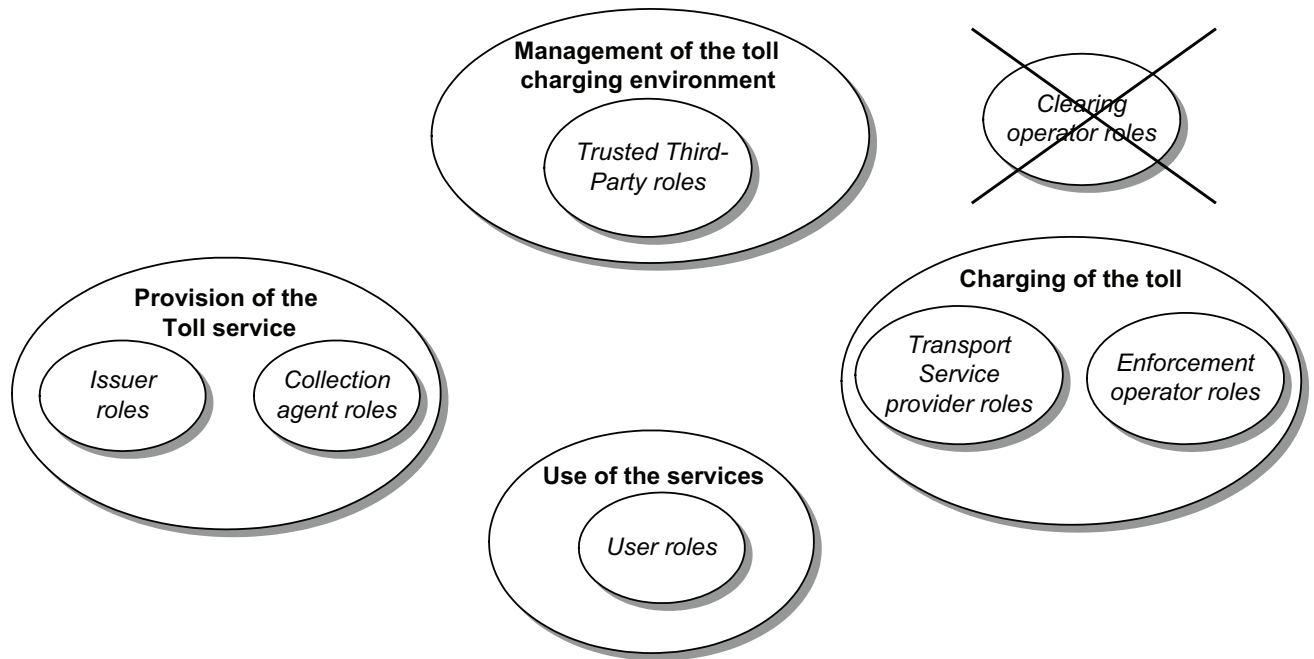 Management of the toll
charging environment
Trusted Third-
Party roles
Clearing
operator roles
Provision of the
Toll service
Issuer
roles
Collection
agent roles
Charging of the toll
Transport
Service
provider roles
Enforcement
operator roles
Use of the services
User roles